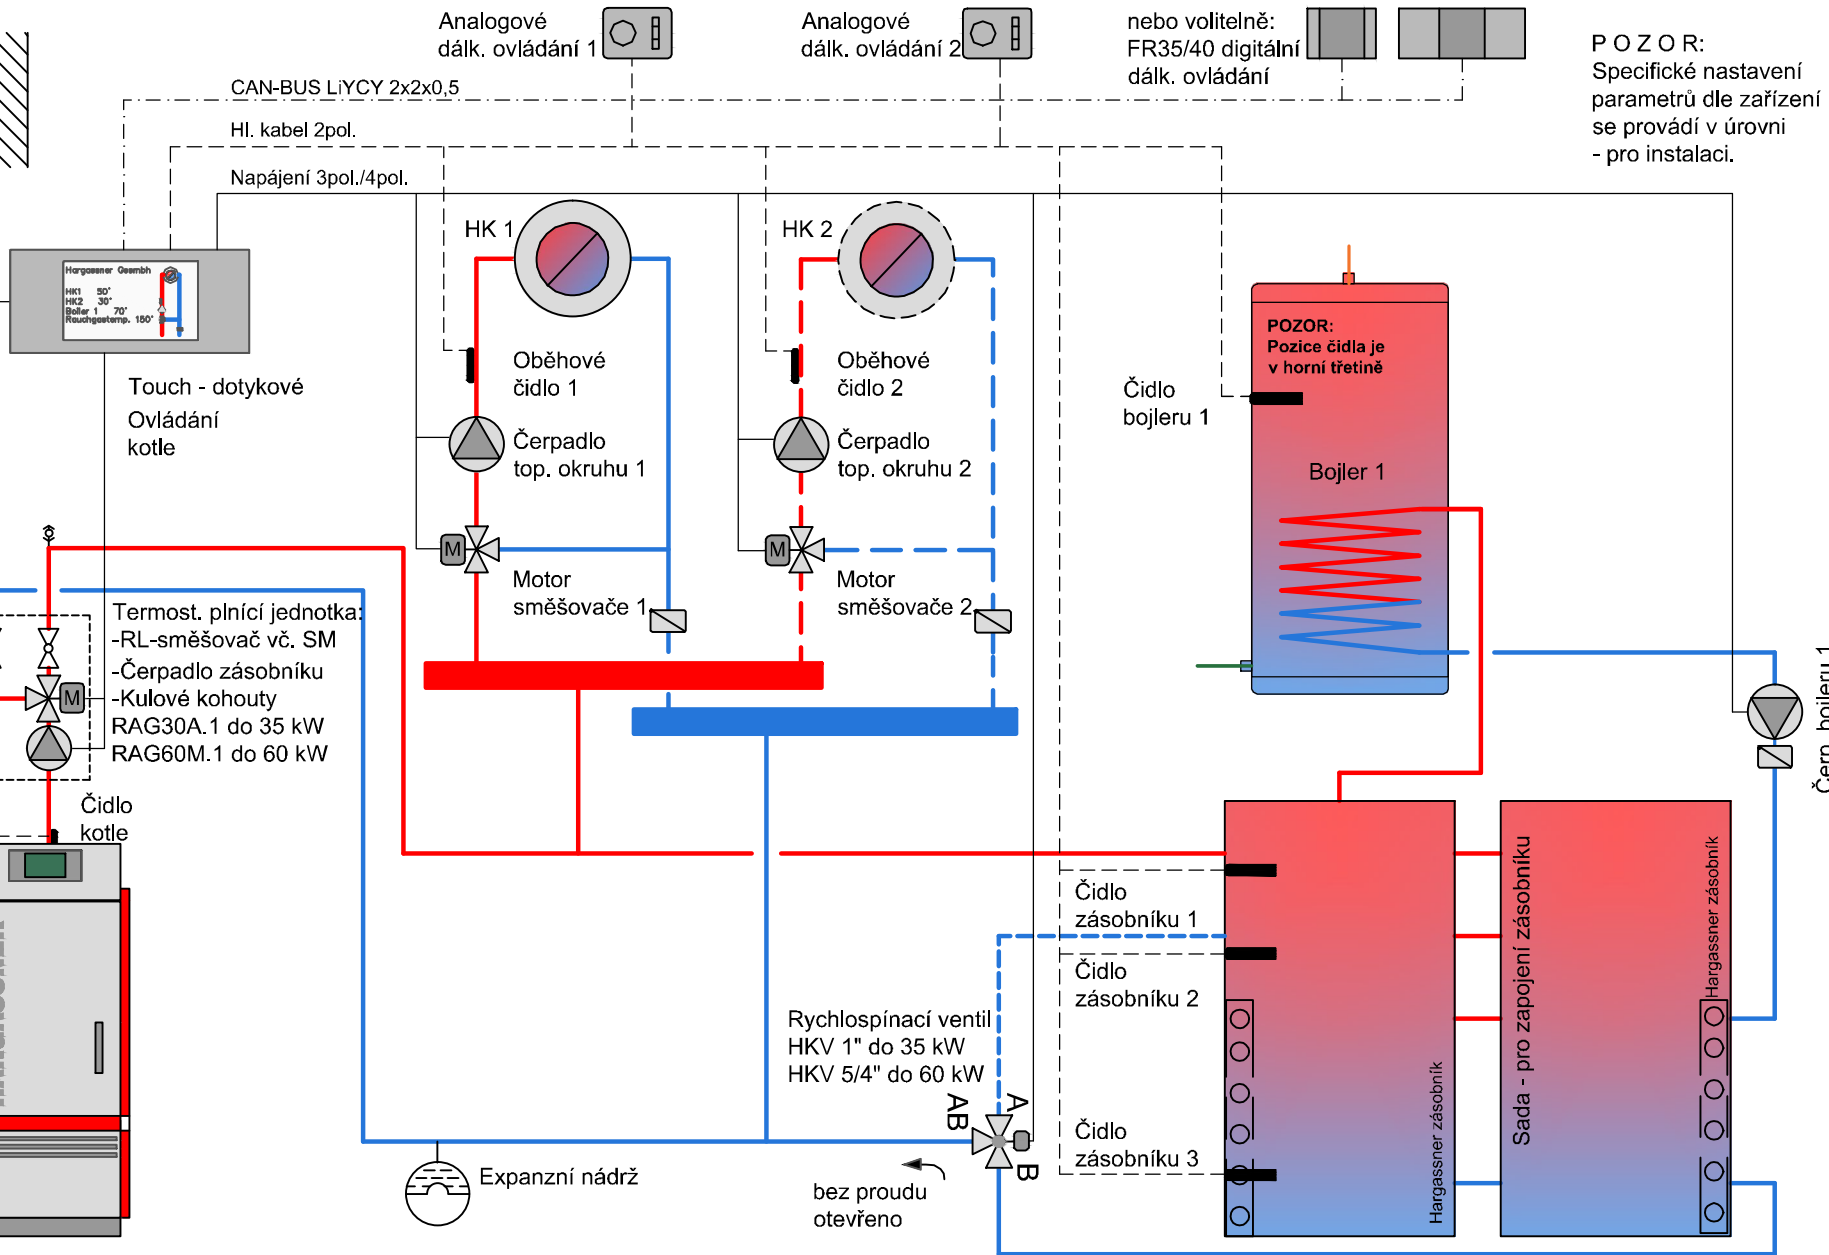 Analogové
dálk. ovládání 1
Analogové
dálk. ovládání 2
nebo volitelně:
FR35/40 digitální
dálk. ovládání
P O Z O R:
Specifické nastavení
parametrů dle zařízení
se provádí v úrovni
- pro instalaci.
CAN-BUS LiYCY 2x2x0,5
Hl. kabel 2pol.
Napájení 3pol./4pol.
HK 1
HK 2
Hargassner Gesmbh
HK1 50°
HK2 30°
Boiler 1 70°
Rauchgastemp. 150°
Touch - dotykové
Ovládání
kotle
Oběhové
čidlo 1
Oběhové
čidlo 2
Čerpadlo
top. okruhu 1
Čerpadlo
top. okruhu 2
M
M
Motor
směšovače 1
Motor
směšovače 2
POZOR:
Pozice čidla je
v horní třetině
Čidlo
bojleru 1
Bojler 1
Termost. plnící jednotka:
-RL-směšovač vč. SM
-Čerpadlo zásobníku
-Kulové kohouty
RAG30A.1 do 35 kW
RAG60M.1 do 60 kW
M
Čidlo
kotle
Čerp. bojleru 1
Čidlo
zásobníku 1
Čidlo
zásobníku 2
Čidlo
zásobníku 3
Rychlospínací ventil
HKV 1" do 35 kW
HKV 5/4" do 60 kW
A
AB
B
bez proudu
otevřeno
Expanzní nádrž
Hargassner zásobník
Sada - pro zapojení zásobníku
Hargassner zásobník